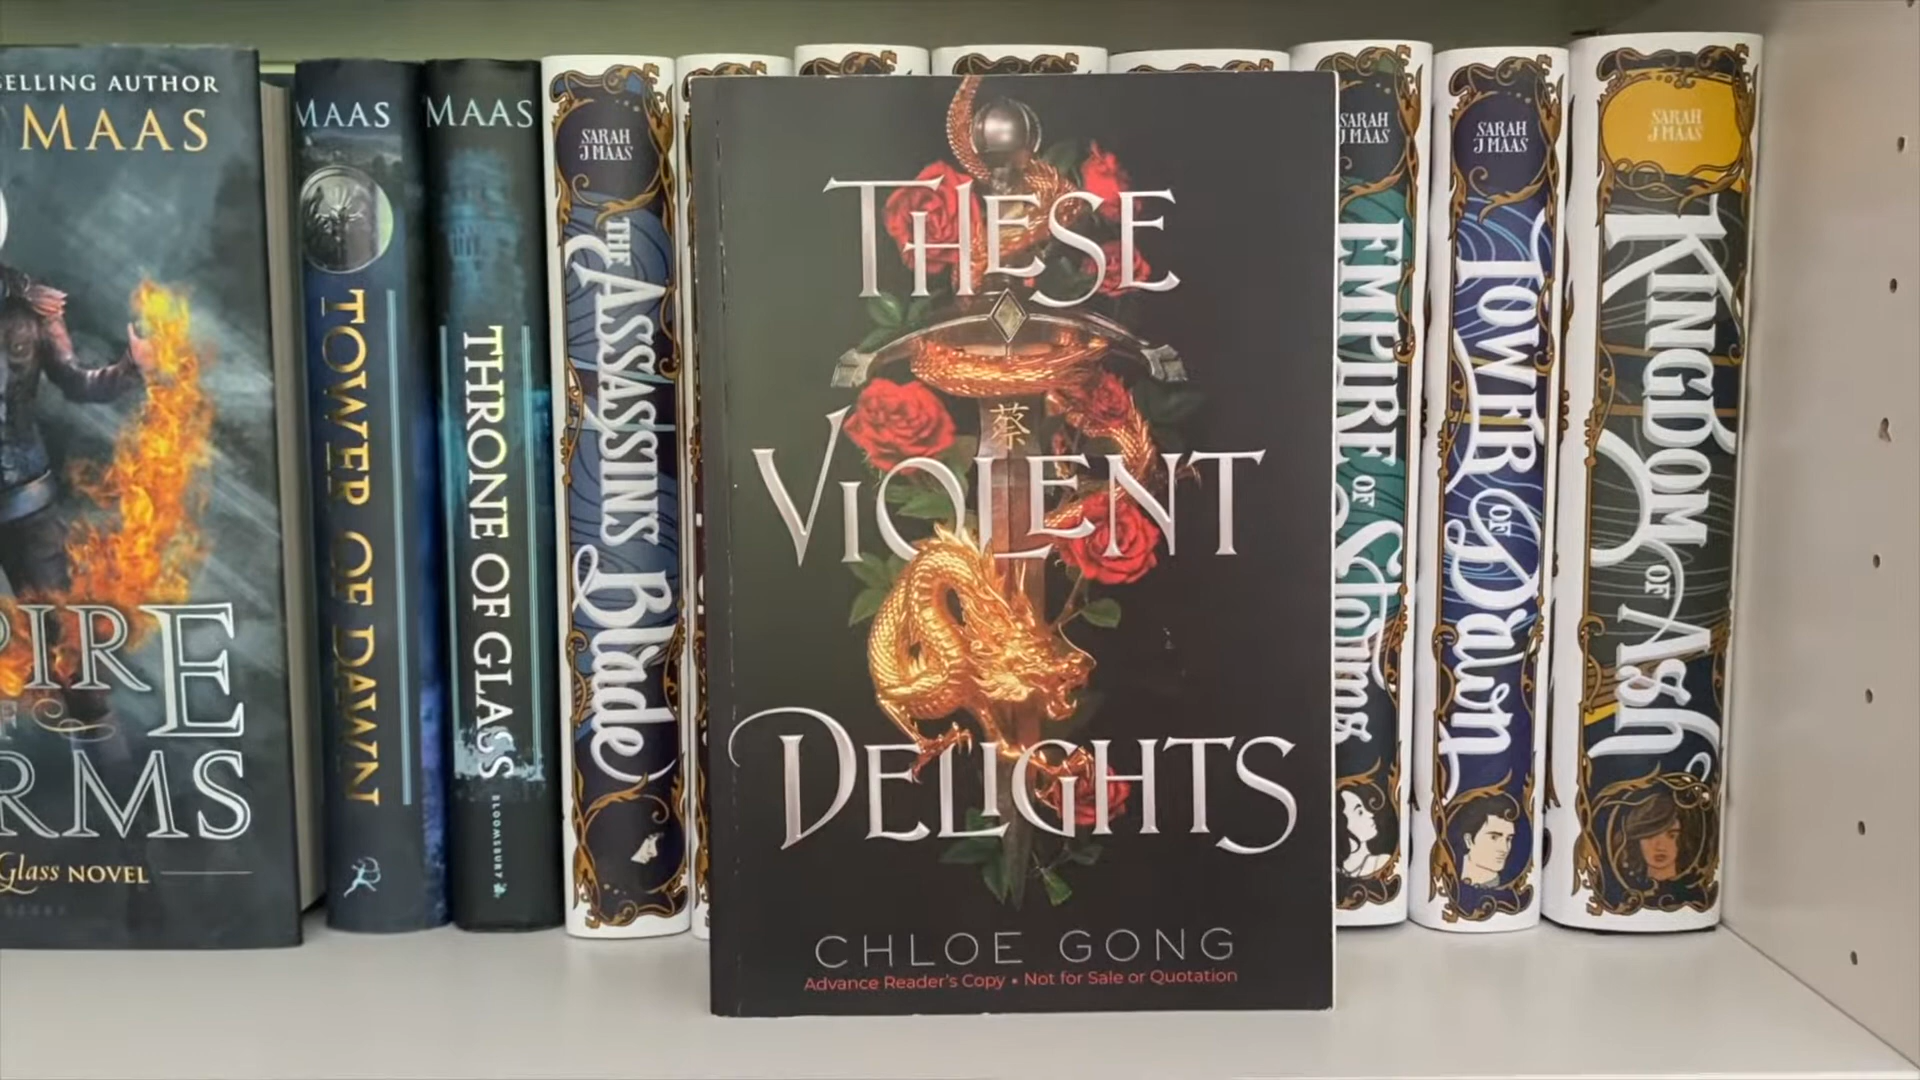 SELLING AUTHOR
MAAS
PIRE
RMS
Glass NOVEL
MAAS
TOWER OF DAWN
MAAS
THRONE OF GLASS
BLOOMSBURY
SARAH
J MAAS
THE ASSASSIN'S Blade
THESE
蔡
VIOLENT
DELIGHTS
CHLOE GONG
Advance Reader's Copy • Not for Sale or Quotation
SARAH
J MAAS
EMPIRE OF Storms
SARAH
J MAAS
TOWER OF Dawn
SARAH
J MAAS
KINGDOM OF Ash